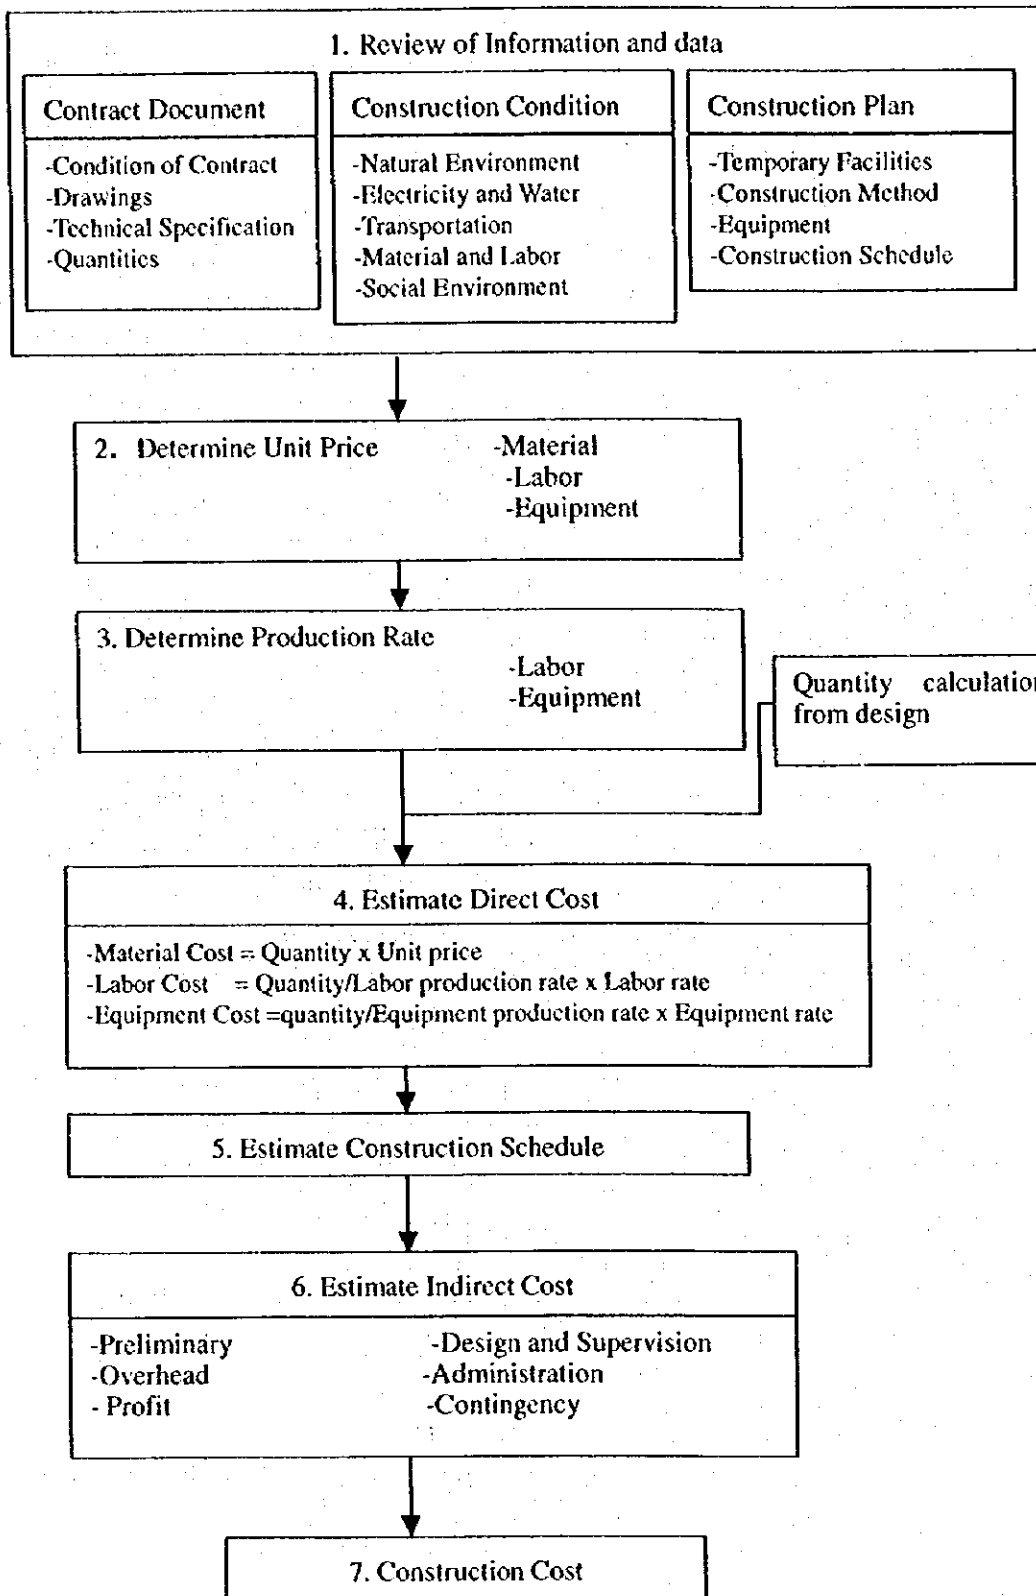 1. Review of Information and data
Contract Document
-Condition of Contract
-Drawings
-Technical Specification
-Quantities
Construction Condition
-Natural Environment
-Electricity and Water
-Transportation
-Material and Labor
-Social Environment
Construction Plan
-Temporary Facilities
-Construction Method
-Equipment
-Construction Schedule
2. Determine Unit Price
-Material
-Labor
-Equipment
3. Determine Production Rate
-Labor
-Equipment
Quantity calculation
from design
4. Estimate Direct Cost
-Material Cost = Quantity x Unit price
-Labor Cost = Quantity/Labor production rate x Labor rate
-Equipment Cost =quantity/Equipment production rate x Equipment rate
5. Estimate Construction Schedule
6. Estimate Indirect Cost
-Preliminary
-Overhead
- Profit
-Design and Supervision
-Administration
-Contingency
7. Construction Cost